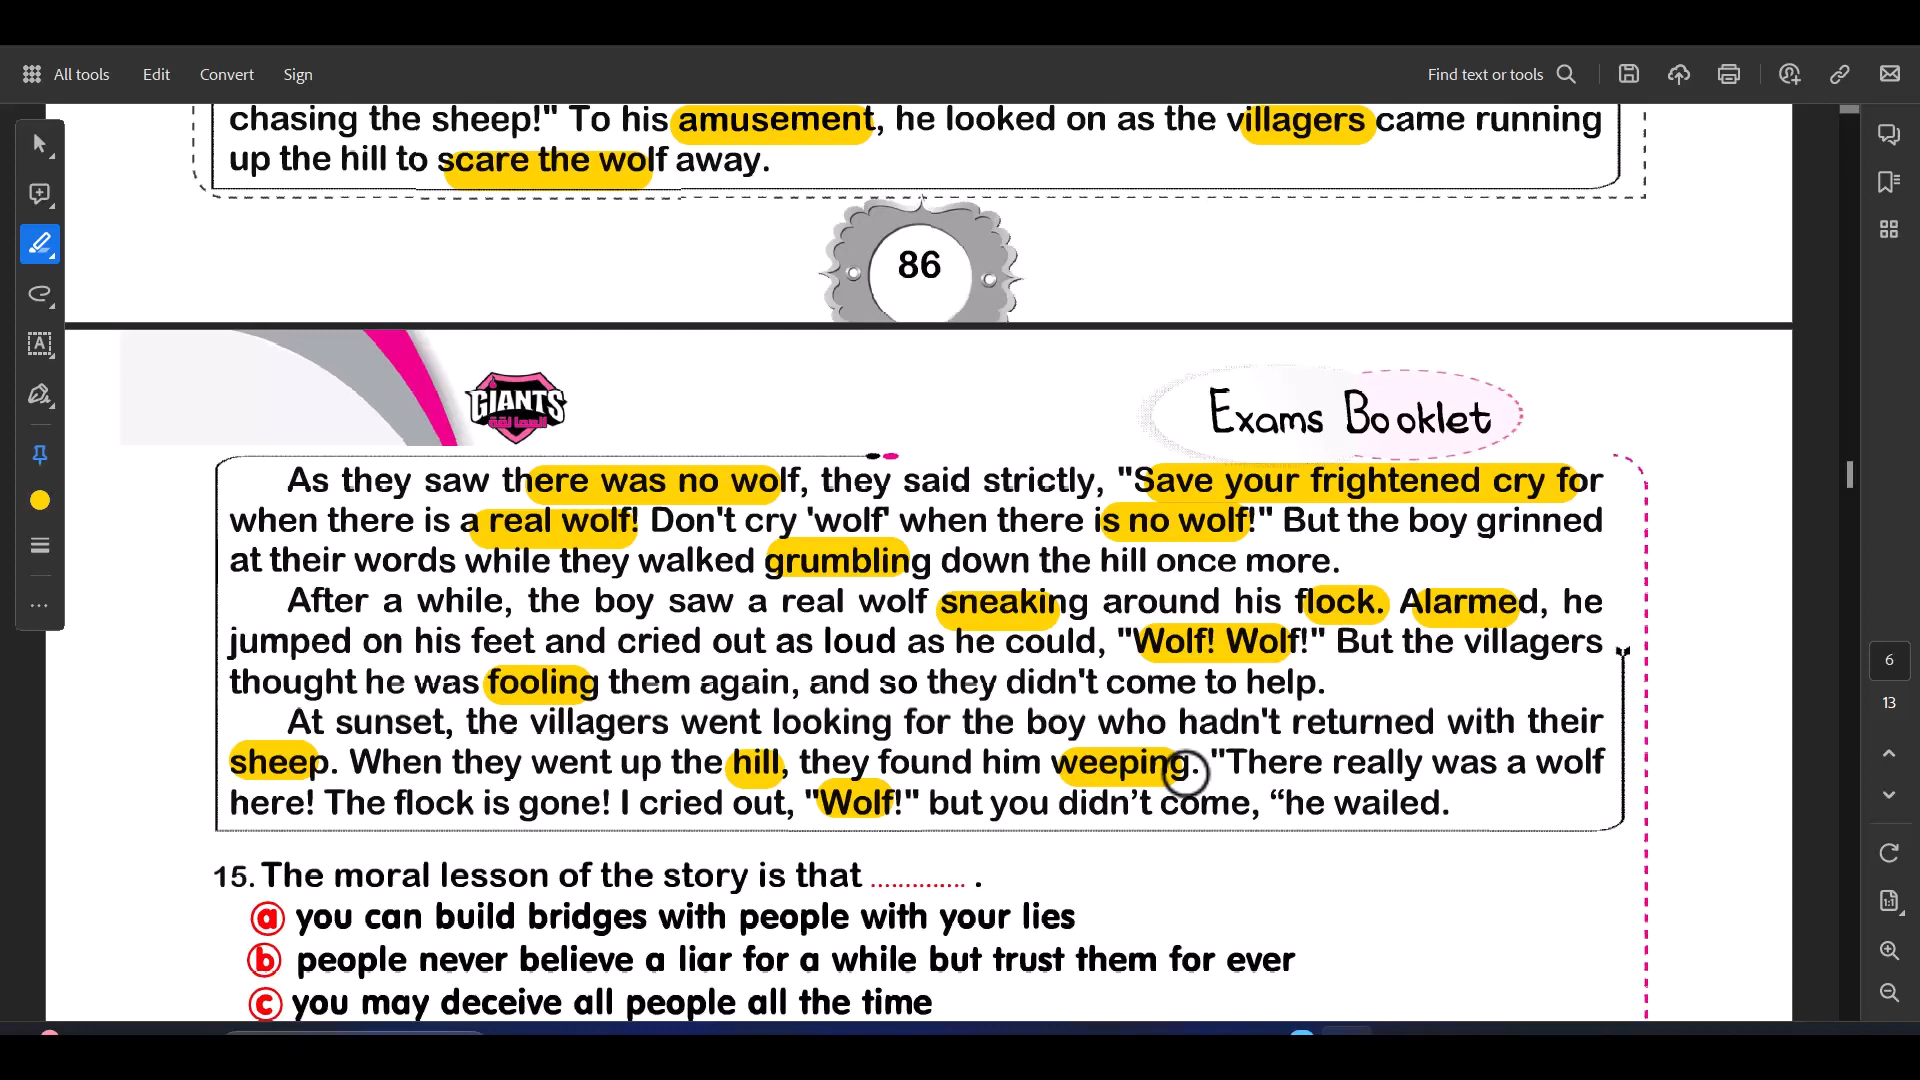 All tools Edit Convert Sign Find text or tools
chasing the sheep!" To his amusement, he looked on as the villagers came running
up the hill to scare the wolf away.
86
GIANTS
العمالقة
Exams Booklet
As they saw there was no wolf, they said strictly, "Save your frightened cry for
when there is a real wolf! Don't cry 'wolf' when there is no wolf!" But the boy grinned
at their words while they walked grumbling down the hill once more.
After a while, the boy saw a real wolf sneaking around his flock. Alarmed, he
jumped on his feet and cried out as loud as he could, "Wolf! Wolf!" But the villagers
thought he was fooling them again, and so they didn't come to help.
At sunset, the villagers went looking for the boy who hadn't returned with their
sheep. When they went up the hill, they found him weeping. "There really was a wolf
here! The flock is gone! I cried out, "Wolf!" but you didn’t come, “he wailed.
15. The moral lesson of the story is that .............. .
a you can build bridges with people with your lies
b people never believe a liar for a while but trust them for ever
c you may deceive all people all the time
6
13